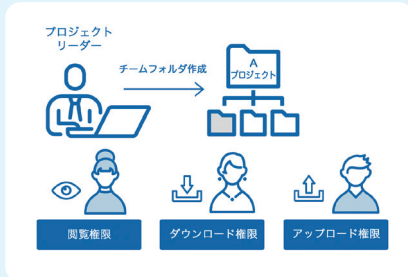 プロジェクト
リーダー
チームフォルダ作成
A
プロジェクト
閲覧権限
ダウンロード権限
アップロード権限